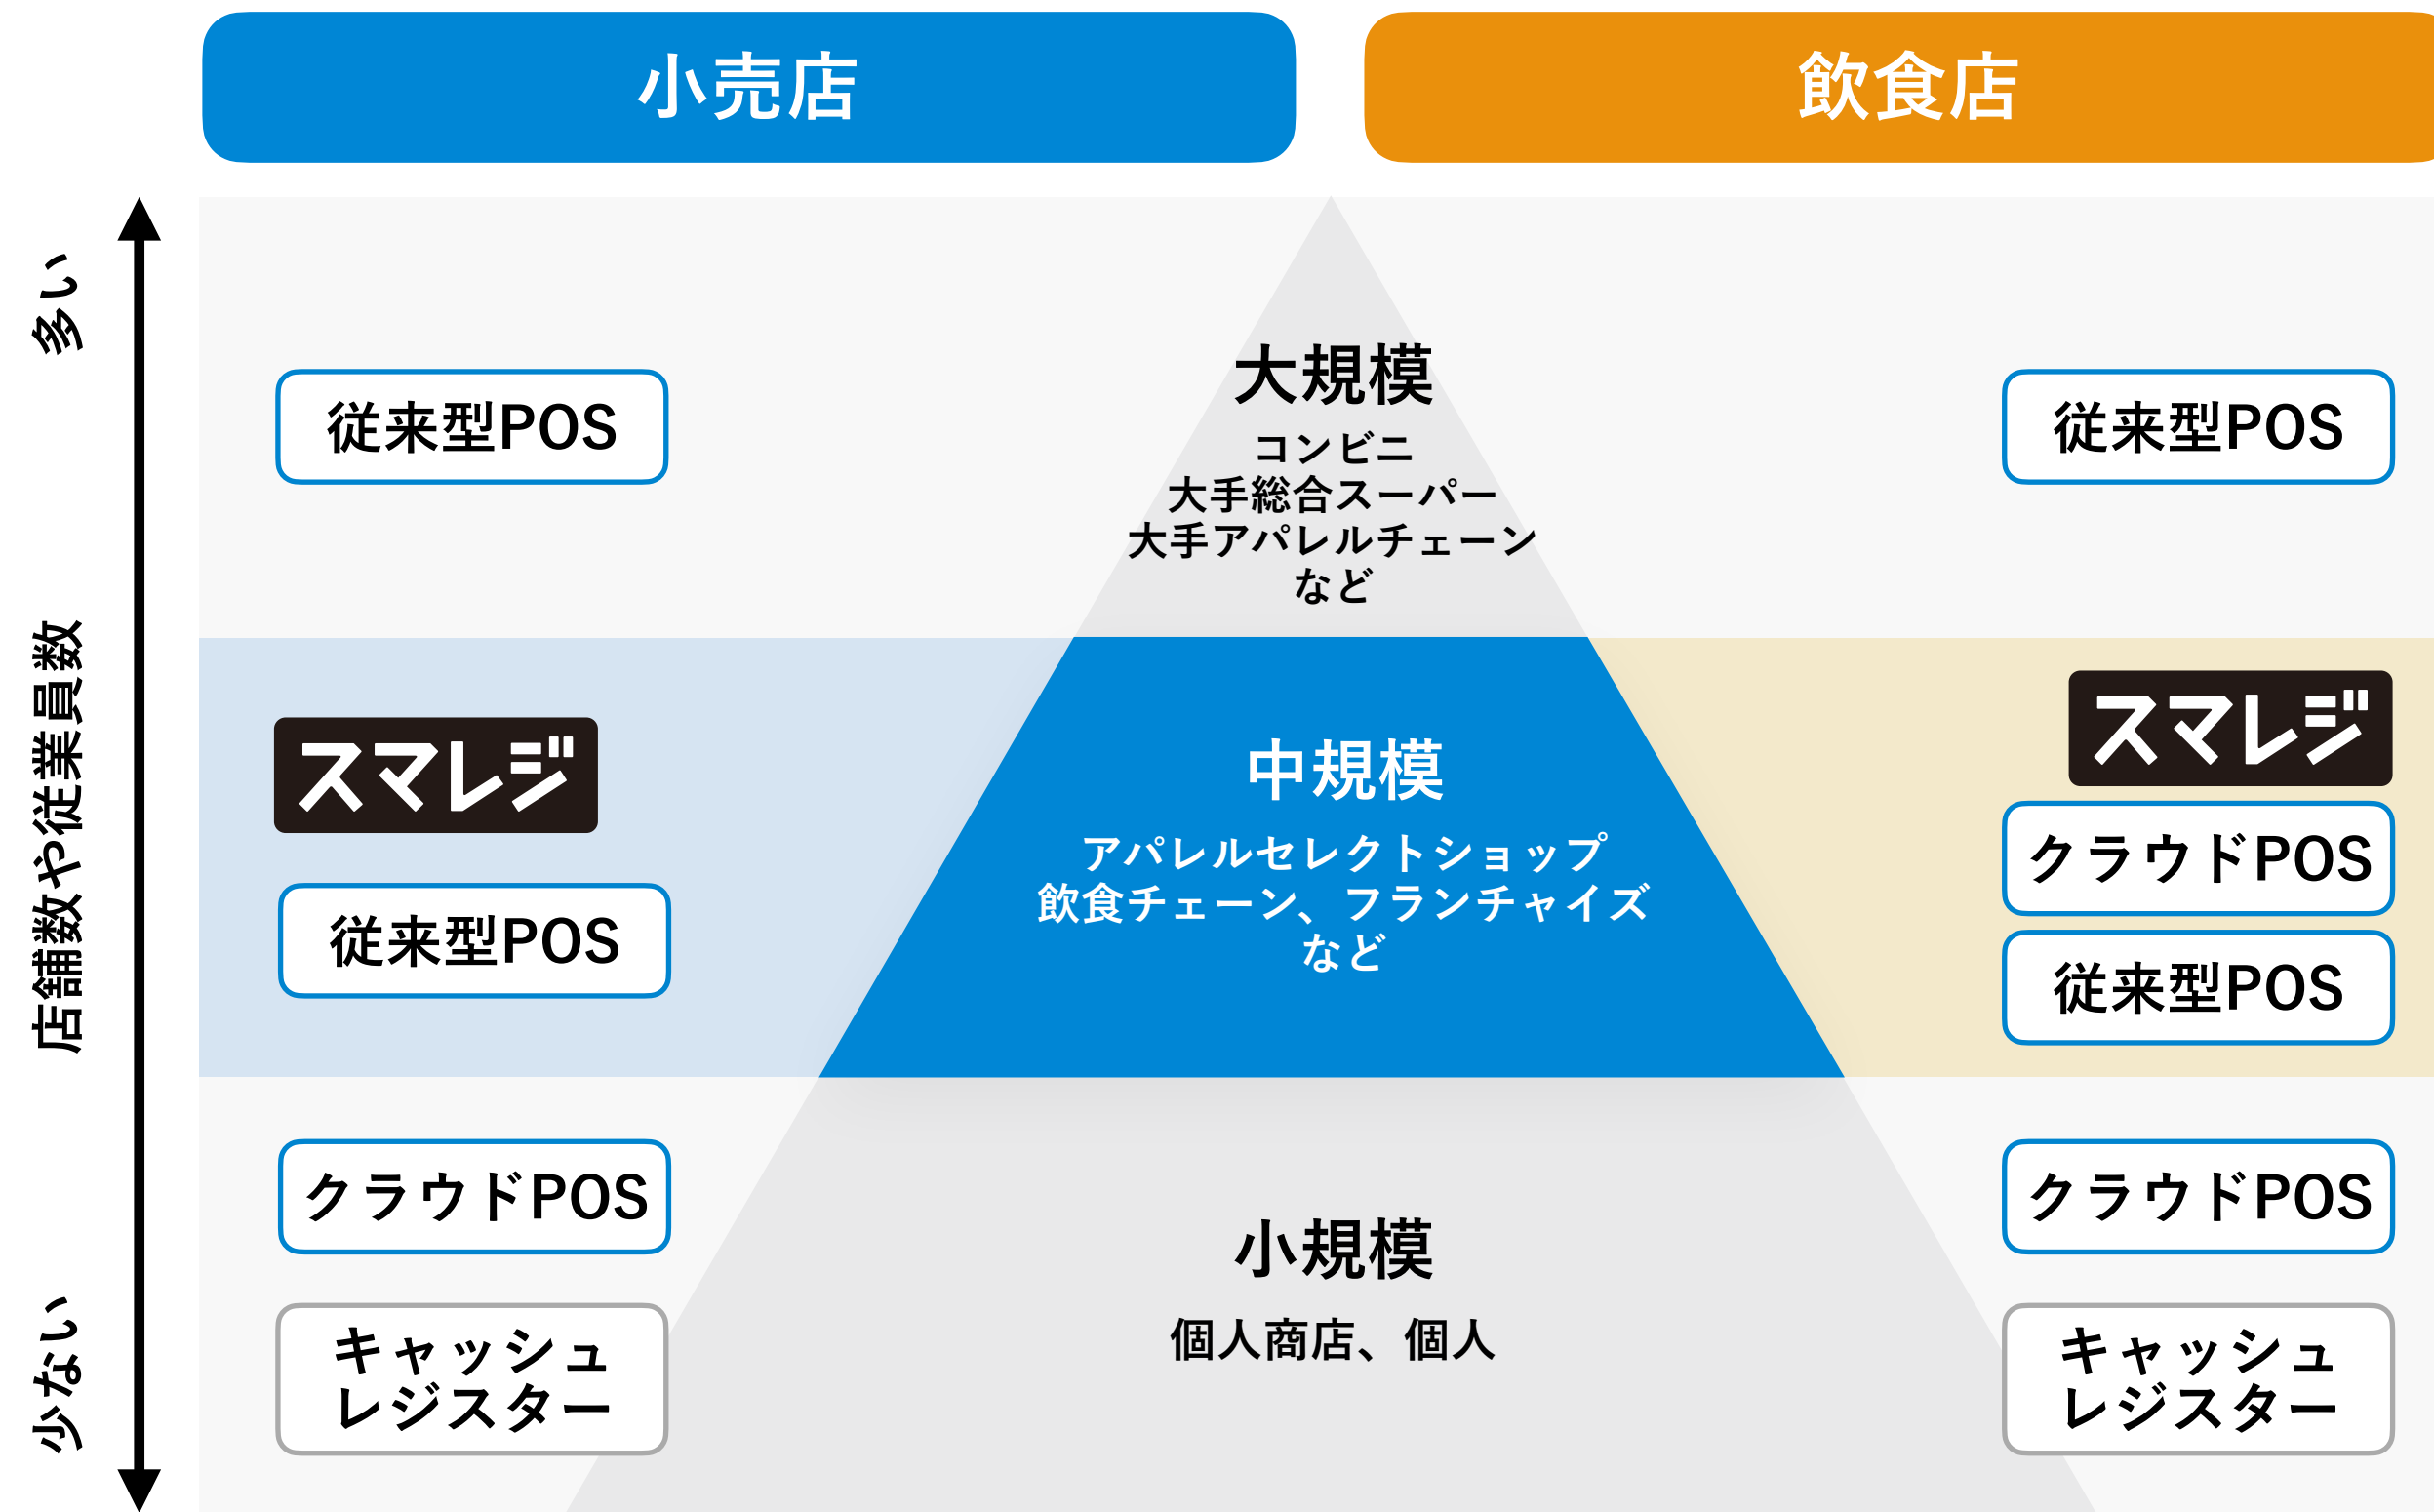 小売店
飲食店
多い
店舗数や従業員数
少ない
従来型POS
大規模
コンビニ
大手総合スーパー
大手アパレルチェーン
など
従来型POS
スマレジ
従来型POS
中規模
アパレルセレクトショップ
飲食チェーン、フランチャイズ
など
スマレジ
クラウドPOS
従来型POS
クラウドPOS
キャッシュ
レジスター
小規模
個人商店、個人
クラウドPOS
キャッシュ
レジスター